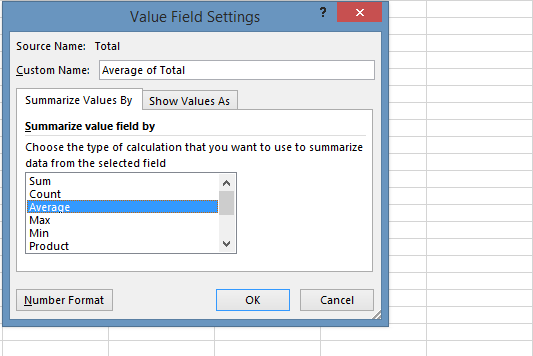 Value Field Settings ?
Source Name: Total
Custom Name: Average of Total
Summarize Values By Show Values As
Summarize value field by
Choose the type of calculation that you want to use to summarize
data from the selected field
Sum
Count
Average
Max
Min
Product
Number Format OK Cancel